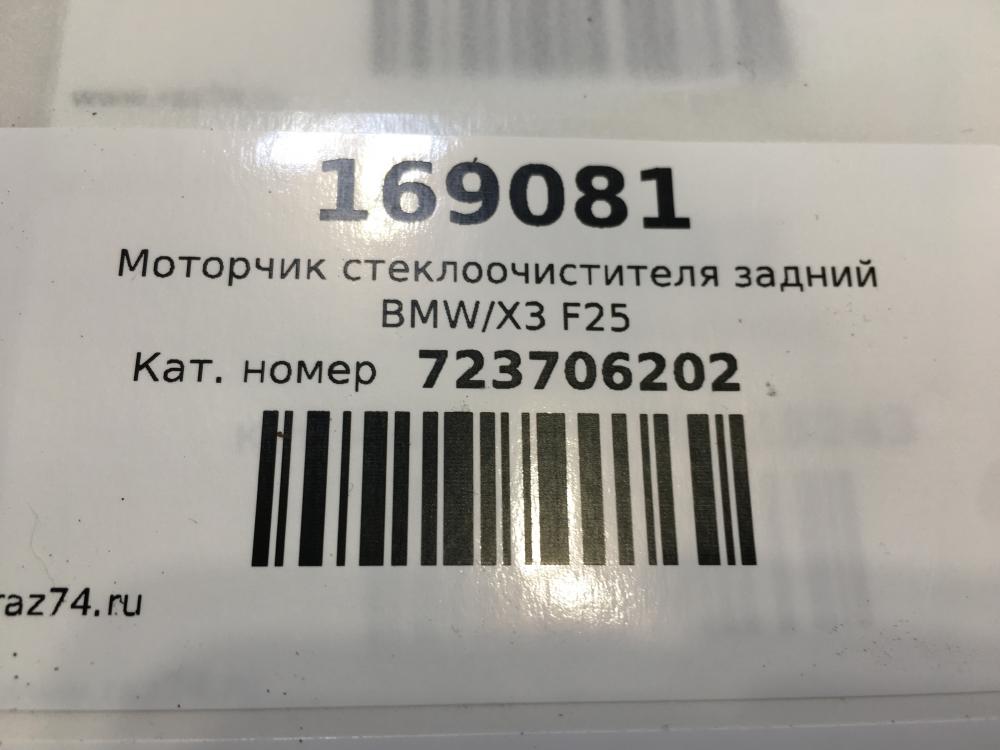 169081
Моторчик стеклоочистителя задний
BMW/X3 F25
Кат. номер 723706202
raz74.ru